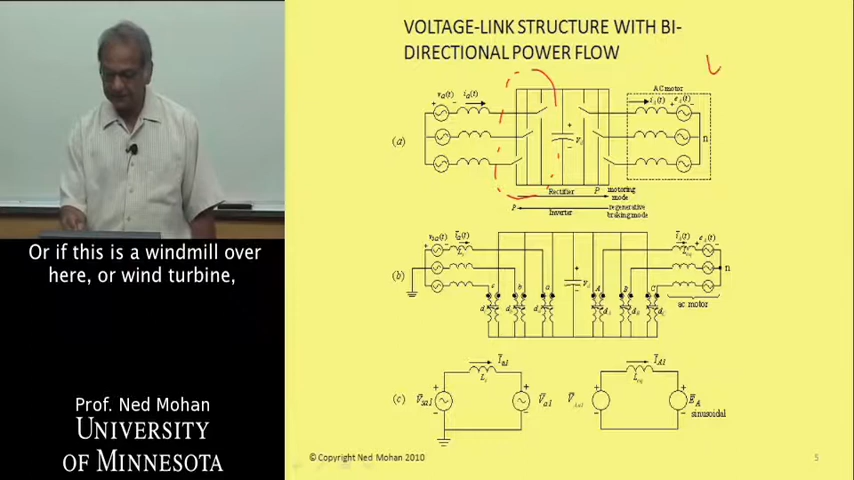 VOLTAGE-LINK STRUCTURE WITH BI-
DIRECTIONAL POWER FLOW
AC motor
(a)
n
Rectifier
P
motoring
mode
P
Inverter
regenerative
braking mode
(b)
n
ac motor
(c)
sinusoidal
Or if this is a windmill over
here, or wind turbine,
Prof. Ned Mohan
UNIVERSITY
OF MINNESOTA
© Copyright Ned Mohan 2010
5